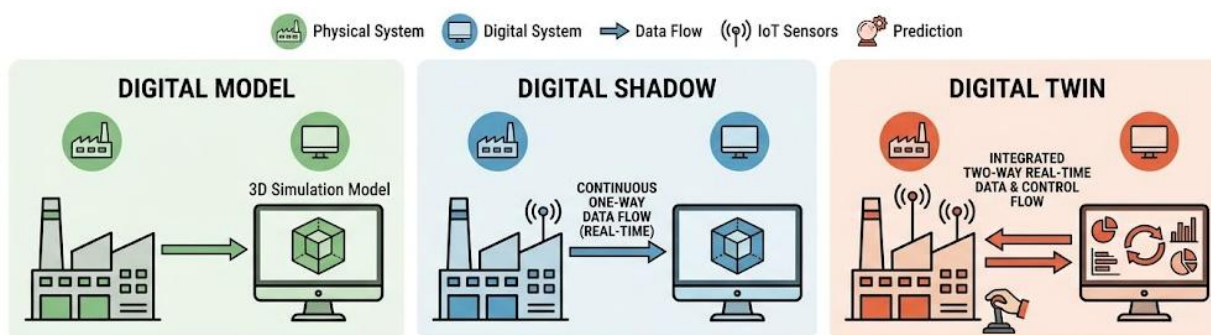 Physical System
Digital System
Data Flow
IoT Sensors
Prediction
DIGITAL MODEL
3D Simulation Model
DIGITAL SHADOW
CONTINUOUS
ONE-WAY
DATA FLOW
(REAL-TIME)
DIGITAL TWIN
INTEGRATED
TWO-WAY REAL-TIME
DATA & CONTROL
FLOW